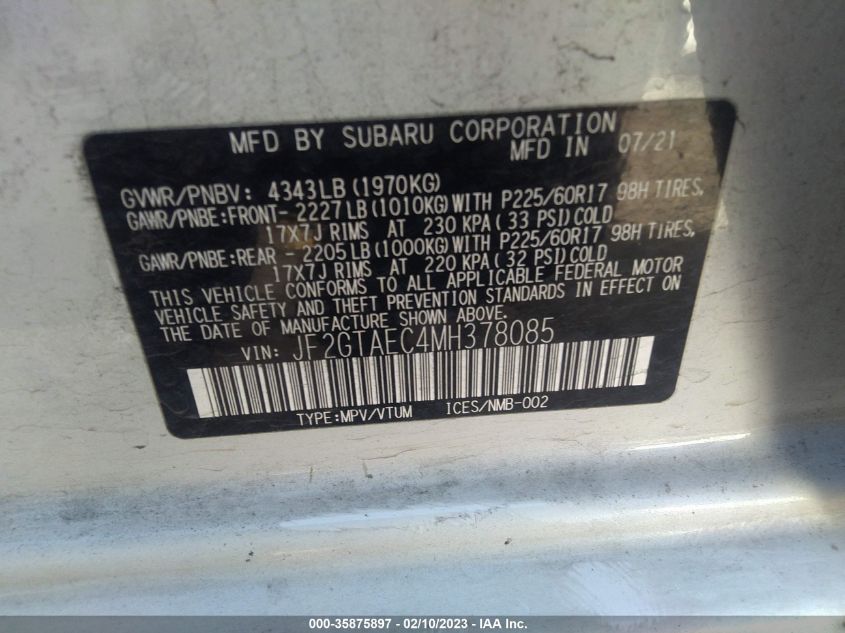 MFD BY SUBARU CORPORATION
MFD IN 07/21
GVWR/PNBV: 4343LB (1970KG)
GAWR/PNBE:FRONT- 2227LB (1010KG) WITH P225/60R17 98H TIRES,
17X7J RIMS AT 230 KPA (33 PSI) COLD
GAWR/PNBE:REAR - 2205LB (1000KG) WITH P225/60R17 98H TIRES,
17X7J RIMS AT 220 KPA (32 PSI) COLD
THIS VEHICLE CONFORMS TO ALL APPLICABLE FEDERAL MOTOR
VEHICLE SAFETY AND THEFT PREVENTION STANDARDS IN EFFECT ON
THE DATE OF MANUFACTURE SHOWN ABOVE.
VIN: JF2GTAEC4MH378085
TYPE:MPV/VTUM ICES/NMB-002
000-35875897 - 02/10/2023 - IAA Inc.